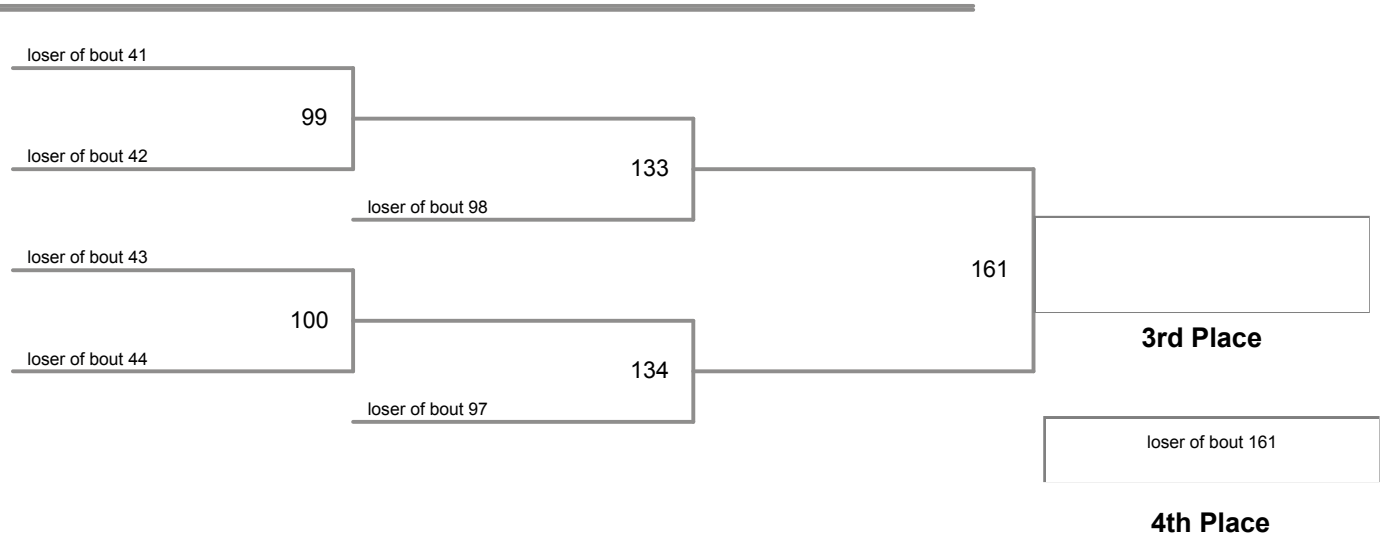 loser of bout 41
99
loser of bout 42
133
loser of bout 98
loser of bout 43
161
100
3rd Place
loser of bout 44
134
loser of bout 97
loser of bout 161
4th Place